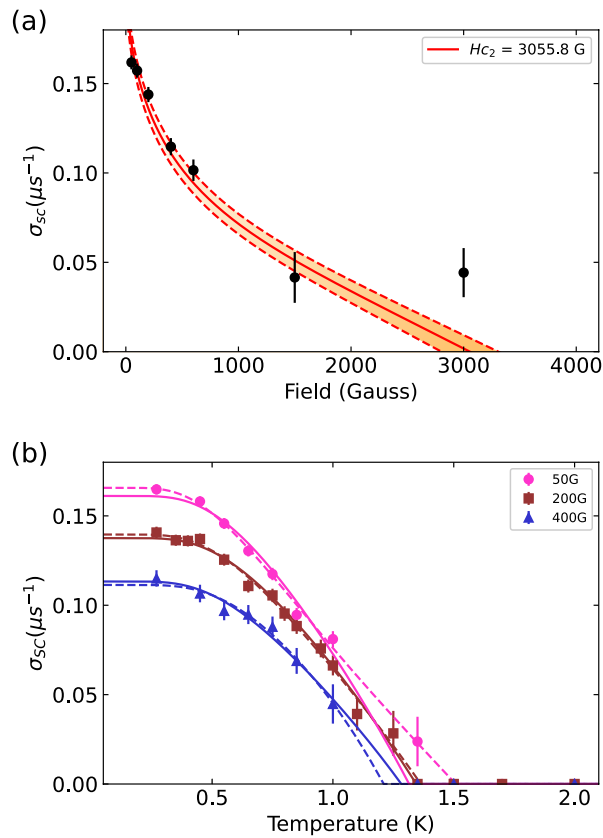 (a)
Hc₂ = 3055.8 G
σ_SC(μs⁻¹)
0.15
0.10
0.05
0.00
0 1000 2000 3000 4000
Field (Gauss)
(b)
50G
200G
400G
σ_SC(μs⁻¹)
0.15
0.10
0.05
0.00
0.5 1.0 1.5 2.0
Temperature (K)